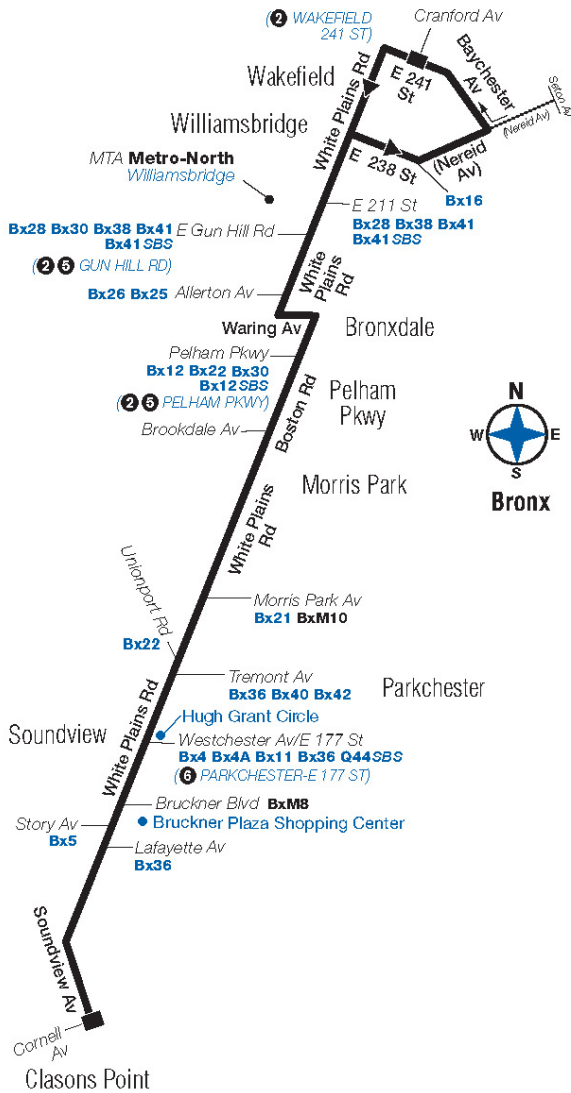 (2 WAKEFIELD
241 ST)
Cranford Av
Wakefield
White Plains Rd
E 241
St
Baychester
Av
Seton Av
(Nereid Av)
Williamsbridge
E 238 St
(Nereid
Av)
MTA Metro-North
Williamsbridge
Bx16
E 211 St
Bx28 Bx38 Bx41
Bx41 SBS
Bx28 Bx30 Bx38 Bx41
Bx41 SBS
E Gun Hill Rd
(2 5 GUN HILL RD)
White
Plains
Rd
Bx26 Bx25 Allerton Av
Waring Av
Bronxdale
Pelham Pkwy
Bx12 Bx22 Bx30
Bx12 SBS
(2 5 PELHAM PKWY)
Boston Rd
Pelham
Pkwy
Brookdale Av
N
W
E
S
Bronx
Morris Park
White Plains
Rd
Unionport Rd
Bx22
Morris Park Av
Bx21 BxM10
Tremont Av
Bx36 Bx40 Bx42
Parkchester
Hugh Grant Circle
Soundview
White Plains Rd
Westchester Av/E 177 St
Bx4 Bx4A Bx11 Bx36 Q44SBS
(6 PARKCHESTER-E 177 ST)
Bruckner Blvd BxM8
Story Av
Bx5
Bruckner Plaza Shopping Center
Lafayette Av
Bx36
Soundview Av
Cornell
Av
Clasons Point